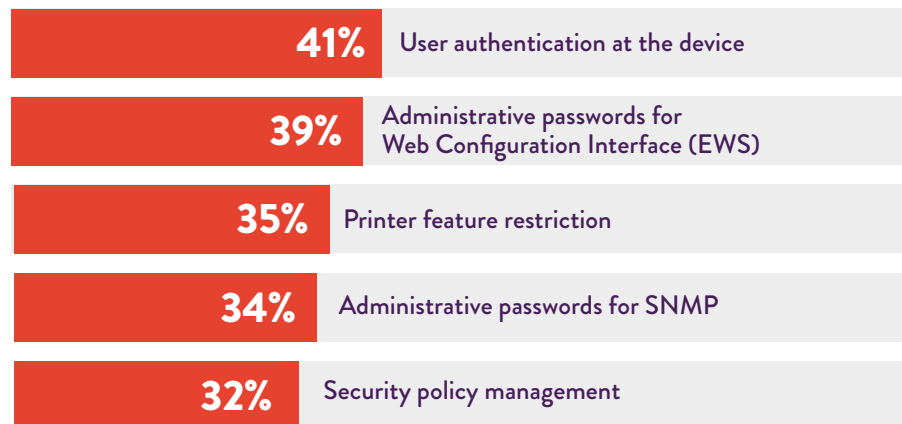 41% User authentication at the device
39% Administrative passwords for
Web Configuration Interface (EWS)
35% Printer feature restriction
34% Administrative passwords for SNMP
32% Security policy management